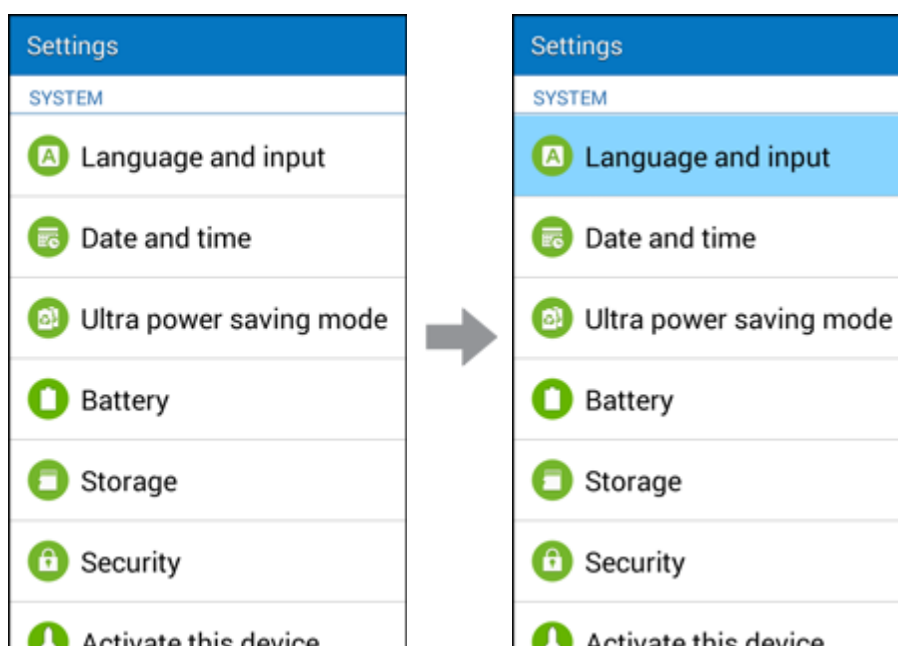 Settings
SYSTEM
A Language and input
Date and time
Ultra power saving mode
Battery
Storage
Security
Activate this device
Settings
SYSTEM
A Language and input
Date and time
Ultra power saving mode
Battery
Storage
Security
Activate this device